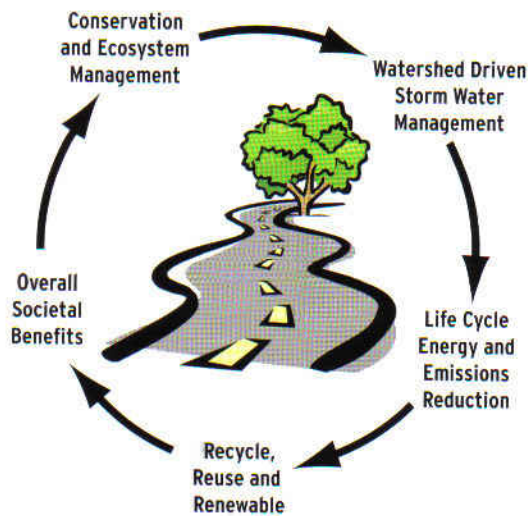 Conservation
and Ecosystem
Management
Watershed Driven
Storm Water
Management
Life Cycle
Energy and
Emissions
Reduction
Recycle,
Reuse and
Renewable
Overall
Societal
Benefits